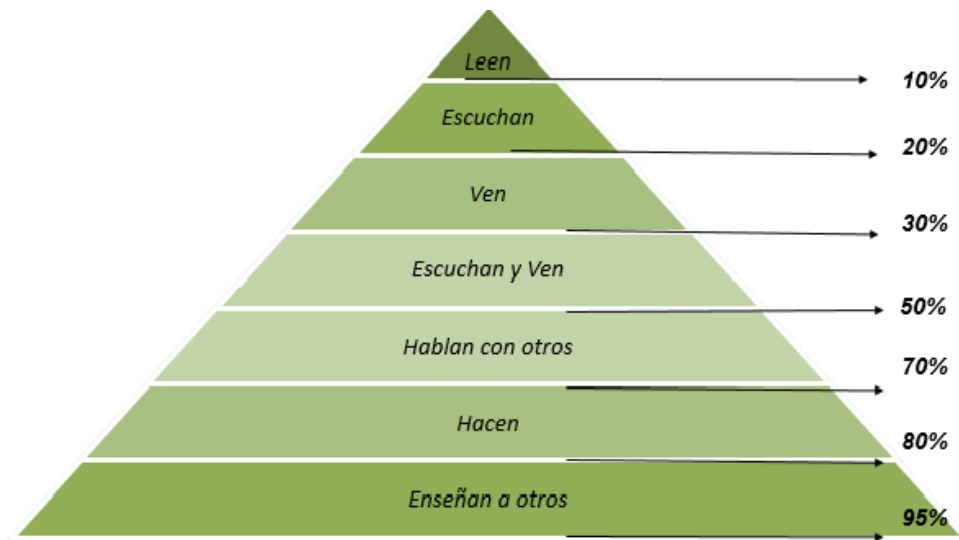 Leen
10%
Escuchan
20%
Ven
30%
Escuchan y Ven
50%
Hablan con otros
70%
Hacen
80%
Enseñan a otros
95%